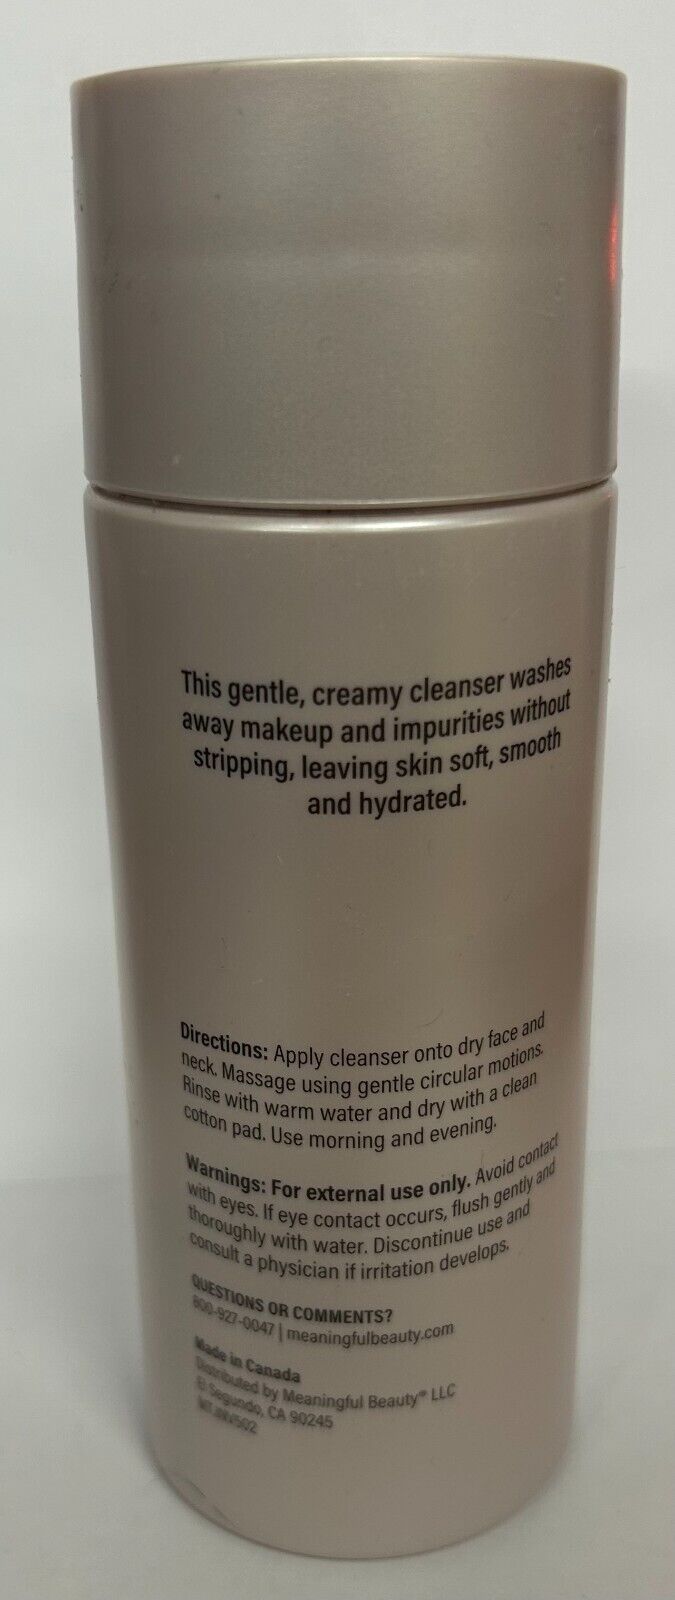 This gentle, creamy cleanser washes
away makeup and impurities without
stripping, leaving skin soft, smooth
and hydrated.
Directions: Apply cleanser onto dry face and
neck. Massage using gentle circular motions.
Rinse with warm water and dry with a clean
cotton pad. Use morning and evening.
Warnings: For external use only. Avoid contact
with eyes. If eye contact occurs, flush gently and
thoroughly with water. Discontinue use and
consult a physician if irritation develops.
QUESTIONS OR COMMENTS?
800-927-0047 | meaningfulbeauty.com
Made in Canada
Distributed by Meaningful Beauty® LLC
El Segundo, CA 90245